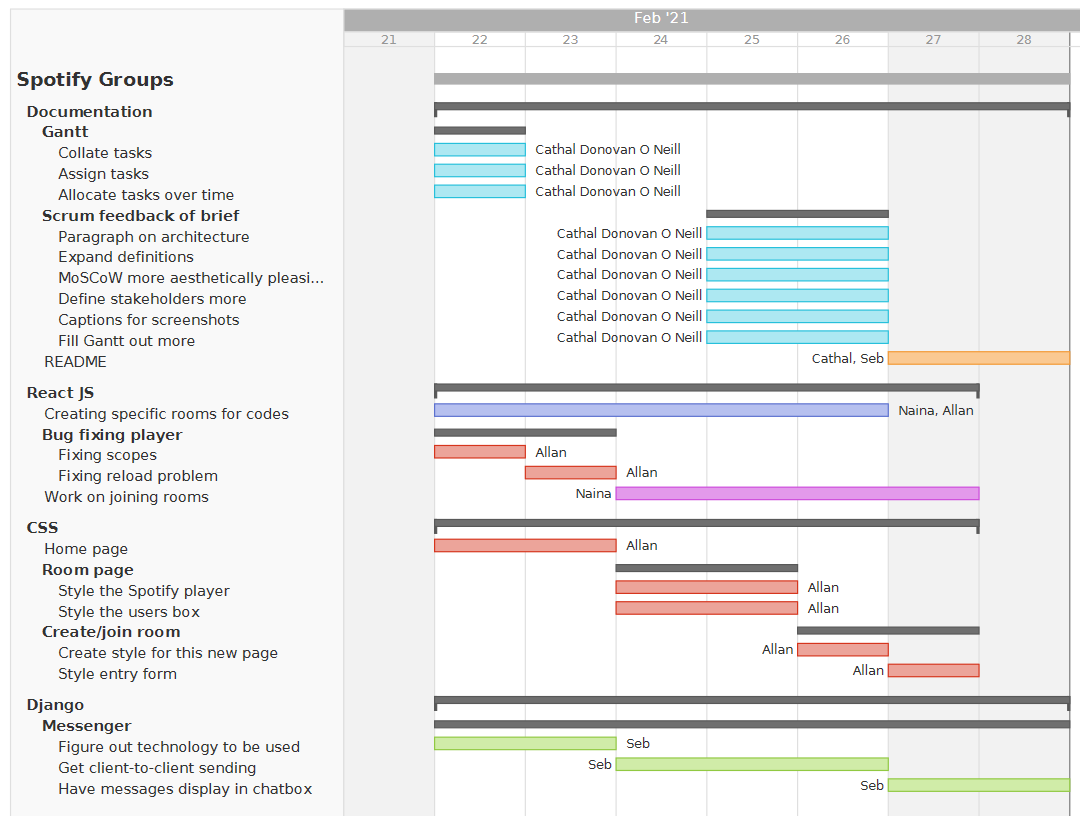 Feb '21
21 22 23 24 25 26 27 28
Spotify Groups
Documentation
Gantt
Collate tasks Cathal Donovan O Neill
Assign tasks Cathal Donovan O Neill
Allocate tasks over time Cathal Donovan O Neill
Scrum feedback of brief
Paragraph on architecture Cathal Donovan O Neill
Expand definitions Cathal Donovan O Neill
MoSCoW more aesthetically pleasi... Cathal Donovan O Neill
Define stakeholders more Cathal Donovan O Neill
Captions for screenshots Cathal Donovan O Neill
Fill Gantt out more Cathal Donovan O Neill
README Cathal, Seb
React JS
Creating specific rooms for codes Naina, Allan
Bug fixing player
Fixing scopes Allan
Fixing reload problem Allan
Work on joining rooms Naina
CSS
Home page Allan
Room page
Style the Spotify player Allan
Style the users box Allan
Create/join room
Create style for this new page Allan
Style entry form Allan
Django
Messenger
Figure out technology to be used Seb
Get client-to-client sending Seb
Have messages display in chatbox Seb